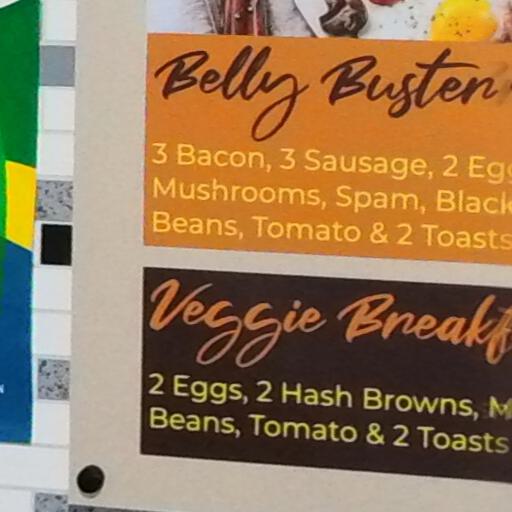 Belly Buster
3 Bacon, 3 Sausage, 2 Eg
Mushrooms, Spam, Black
Beans, Tomato & 2 Toasts
Veggie Breakf
2 Eggs, 2 Hash Browns, M
Beans, Tomato & 2 Toasts
N